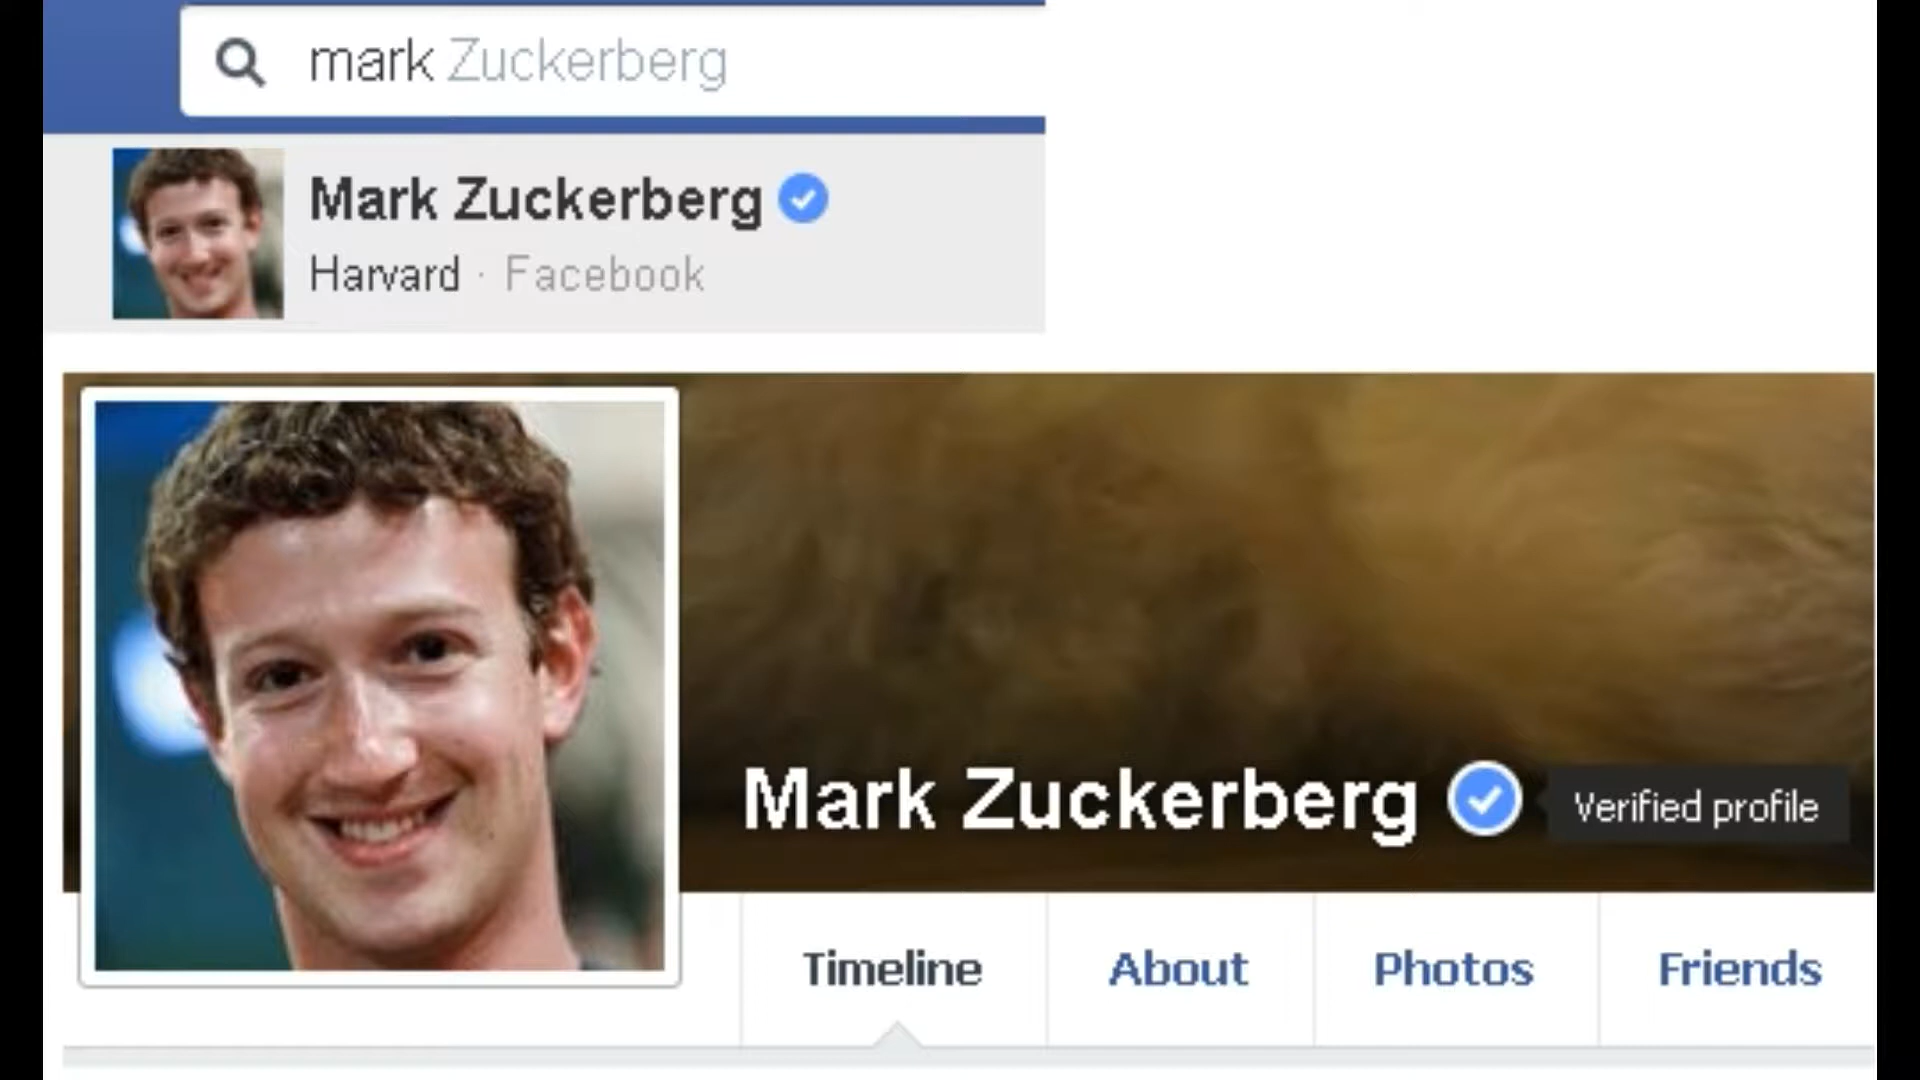 mark Zuckerberg
Mark Zuckerberg
Harvard · Facebook
Mark Zuckerberg
Verified profile
Timeline
About
Photos
Friends